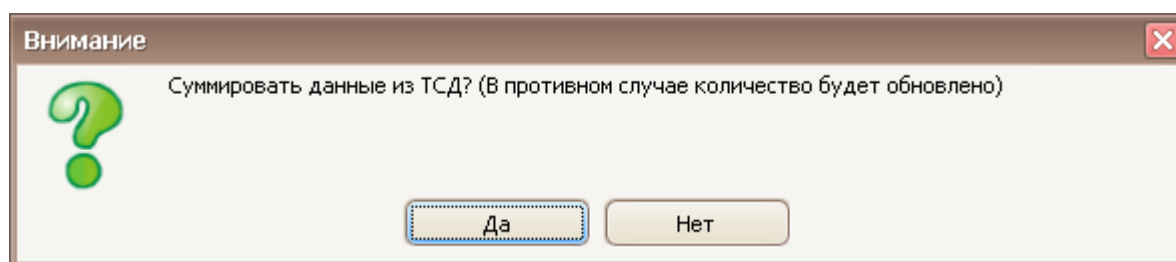 Внимание
Суммировать данные из ТСД? (В противном случае количество будет обновлено)
Да
Нет